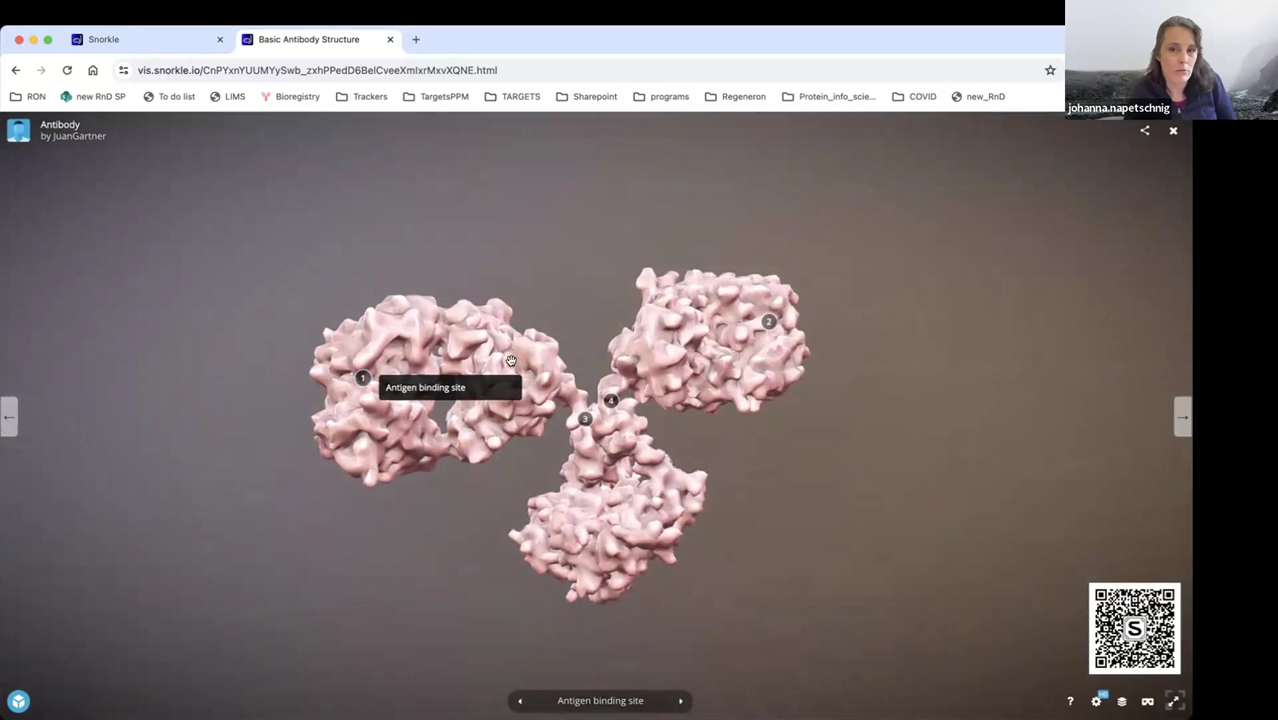 Snorkle
Basic Antibody Structure
vis.snorkle.io/CnPYxnYUUMYySwb_zxhPPedD6BelCveeXmIxrMxvXQNE.html
RON
new RnD SP
To do list
LIMS
Bioregistry
Trackers
TargetsPPM
TARGETS
Sharepoint
programs
Regeneron
Protein_info_scie...
COVID
new_RnD
johanna.napetschnig
Antibody
by JuanGartner
2
1
Antigen binding site
4
3
S
Antigen binding site
?
HD